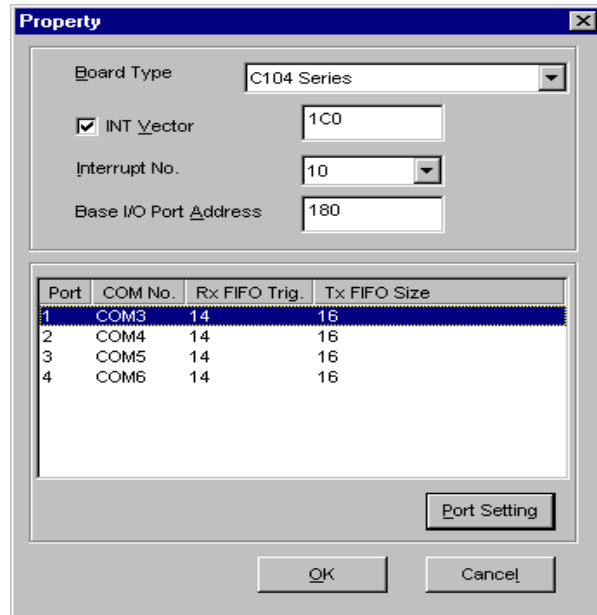 Property
Board Type C104 Series
INT Vector 1C0
Interrupt No. 10
Base I/O Port Address 180
Port COM No. Rx FIFO Trig. Tx FIFO Size
1 COM3 14 16
2 COM4 14 16
3 COM5 14 16
4 COM6 14 16
Port Setting
OK Cancel